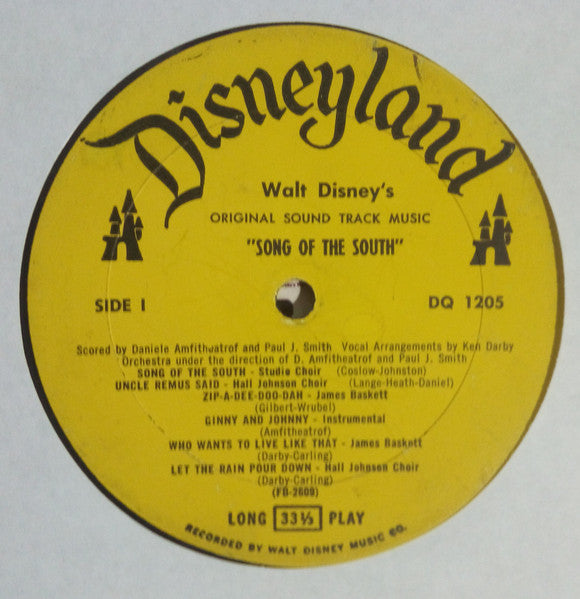 Disneyland
Walt Disney's
ORIGINAL SOUND TRACK MUSIC
"SONG OF THE SOUTH"
SIDE I DQ 1205
Scored by Daniele Amfitheatrof and Paul J. Smith Vocal Arrangements by Ken Darby
Orchestra under the direction of D. Amfitheatrof and Paul J. Smith
SONG OF THE SOUTH - Studio Choir (Coslow-Johnston)
UNCLE REMUS SAID - Hall Johnson Choir (Lange-Heath-Daniel)
ZIP-A-DEE-DOO-DAH - James Baskett
(Gilbert-Wrubel)
GINNY AND JOHNNY - Instrumental
(Amfitheatrof)
WHO WANTS TO LIVE LIKE THAT - James Baskett
(Darby-Carling)
LET THE RAIN POUR DOWN - Hall Johnson Choir
(Darby-Carling)
(FB-2609)
LONG 33⅓ PLAY
RECORDED BY WALT DISNEY MUSIC CO.